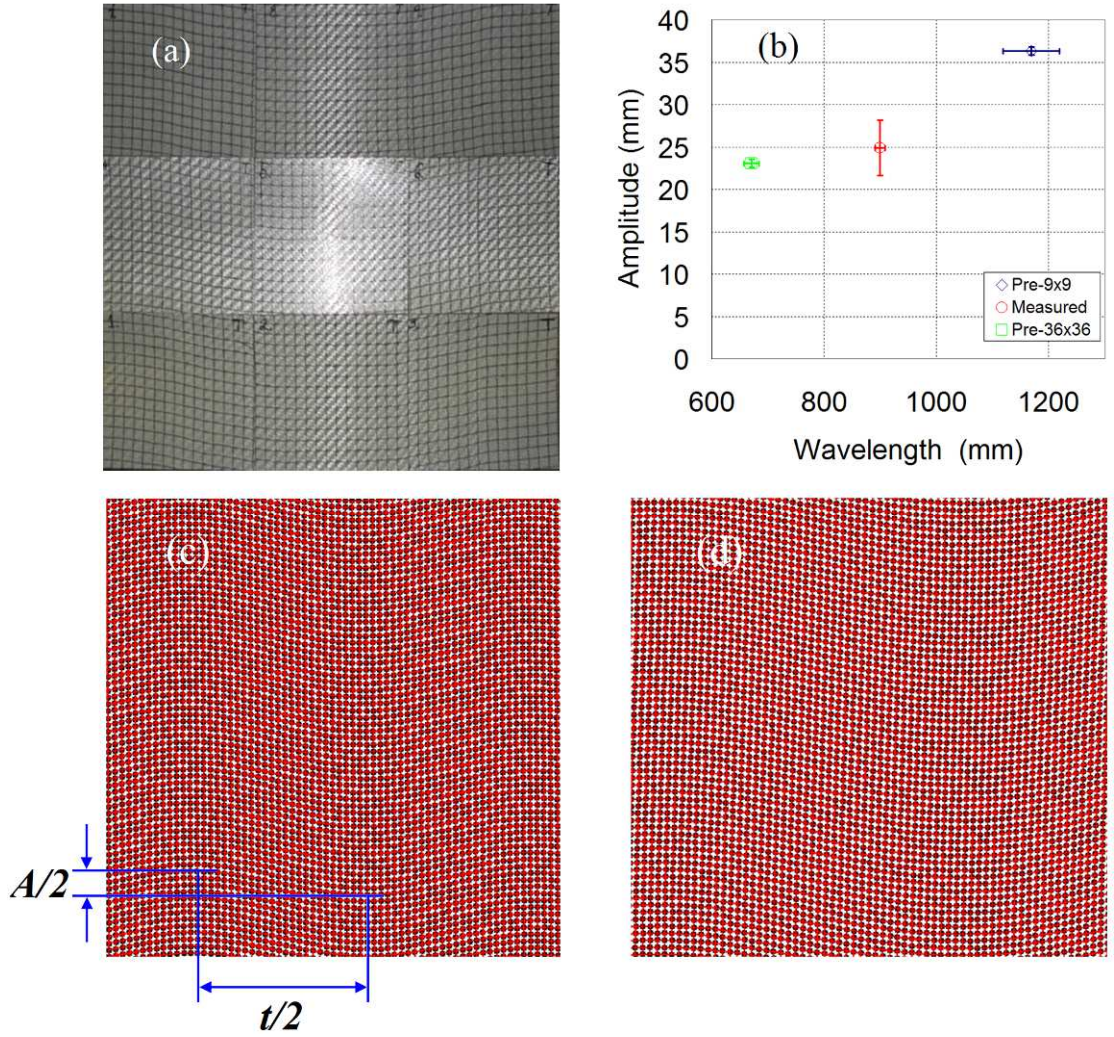 (a)
(b)
40
35
30
25
20
15
10
5
0
Amplitude (mm)
Pre-9x9
Measured
Pre-36x36
600 800 1000 1200
Wavelength (mm)
(c)
(d)
A/2
t/2